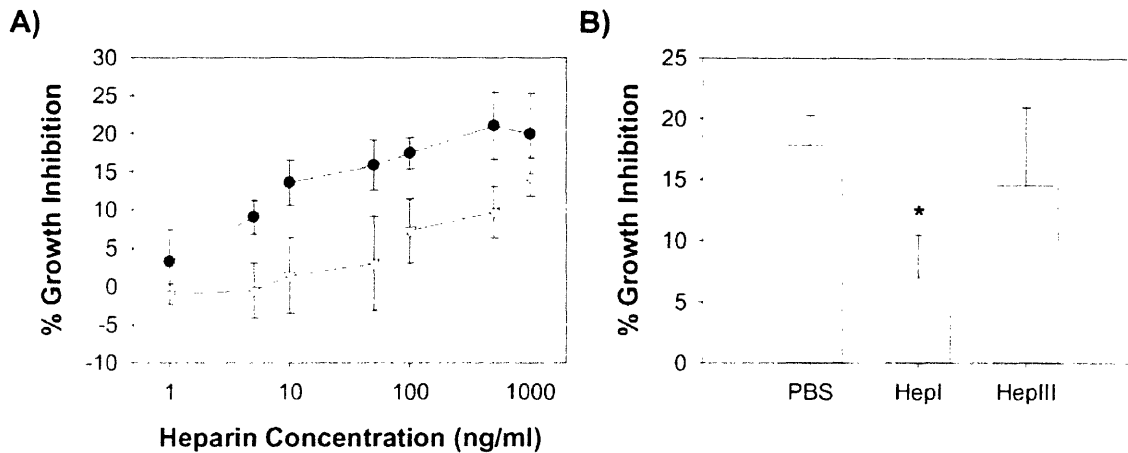 A)
% Growth Inhibition
30
25
20
15
10
5
0
-5
-10
1
10
100
1000
Heparin Concentration (ng/ml)
B)
% Growth Inhibition
25
20
15
10
5
0
*
PBS
HepI
HepIII